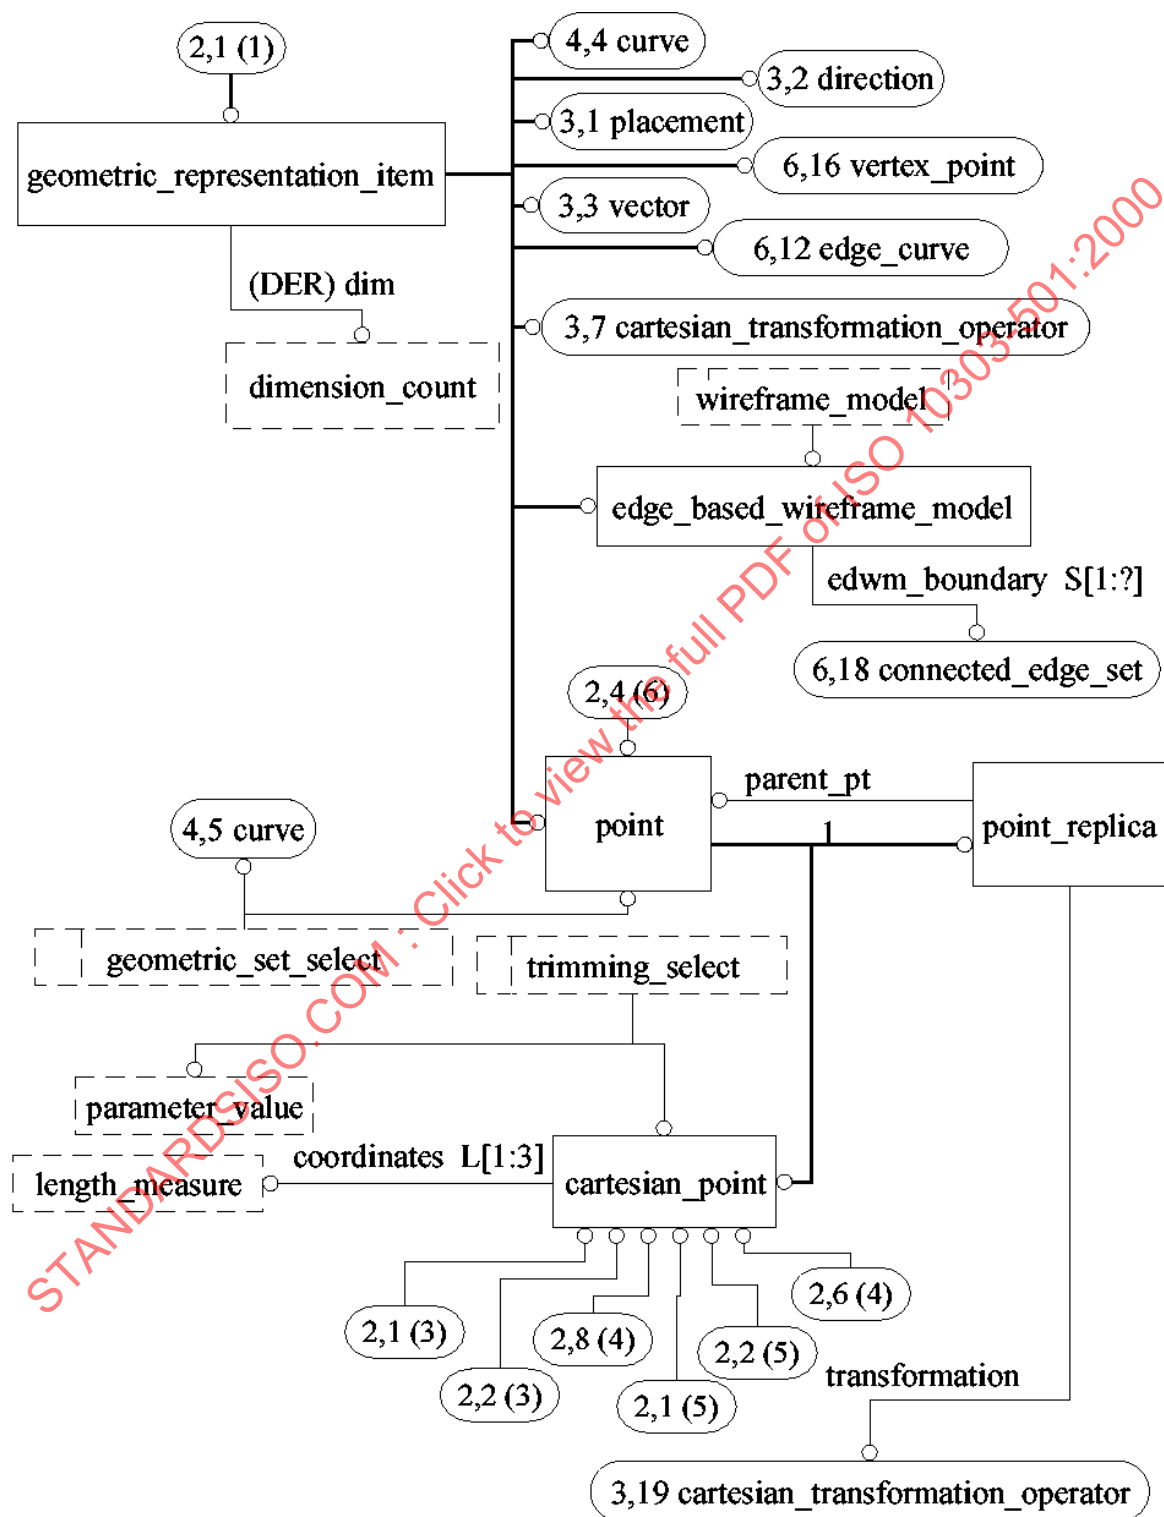 2,1 (1)
4,4 curve
3,2 direction
3,1 placement
geometric_representation_item
6,16 vertex_point
3,3 vector
6,12 edge_curve
(DER) dim
3,7 cartesian_transformation_operator
dimension_count
wireframe_model
edge_based_wireframe_model
edwm_boundary S[1:?]
6,18 connected_edge_set
2,4 (6)
parent_pt
4,5 curve
point
1
point_replica
geometric_set_select
trimming_select
parameter_value
coordinates L[1:3]
length_measure
cartesian_point
2,6 (4)
2,1 (3)
2,8 (4)
2,2 (5)
2,2 (3)
2,1 (5)
transformation
3,19 cartesian_transformation_operator
STANDARDSISO.COM : Click to view the full PDF of ISO 10303-501:2000